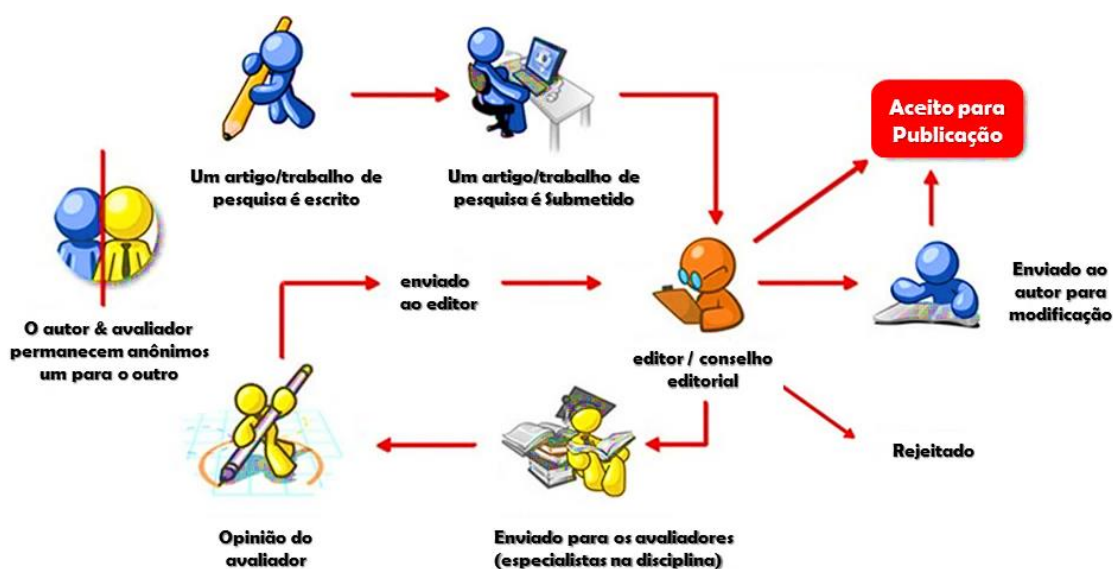 Um artigo/trabalho de
pesquisa é escrito
Um artigo/trabalho de
pesquisa é Submetido
Aceito para
Publicação
O autor & avaliador
permanecem anônimos
um para o outro
enviado
ao editor
editor / conselho
editorial
Enviado ao
autor para
modificação
Rejeitado
Opinião do
avaliador
Enviado para os avaliadores
(especialistas na disciplina)